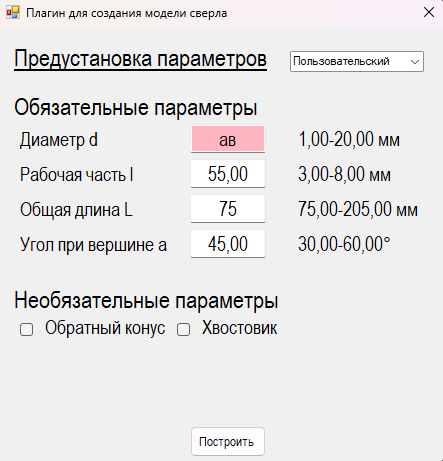 Плагин для создания модели сверла
Предустановка параметров Пользовательский
Обязательные параметры
Диаметр d ав 1,00-20,00 мм
Рабочая часть l 55,00 3,00-8,00 мм
Общая длина L 75 75,00-205,00 мм
Угол при вершине a 45,00 30,00-60,00°
Необязательные параметры
Обратный конус Хвостовик
Построить